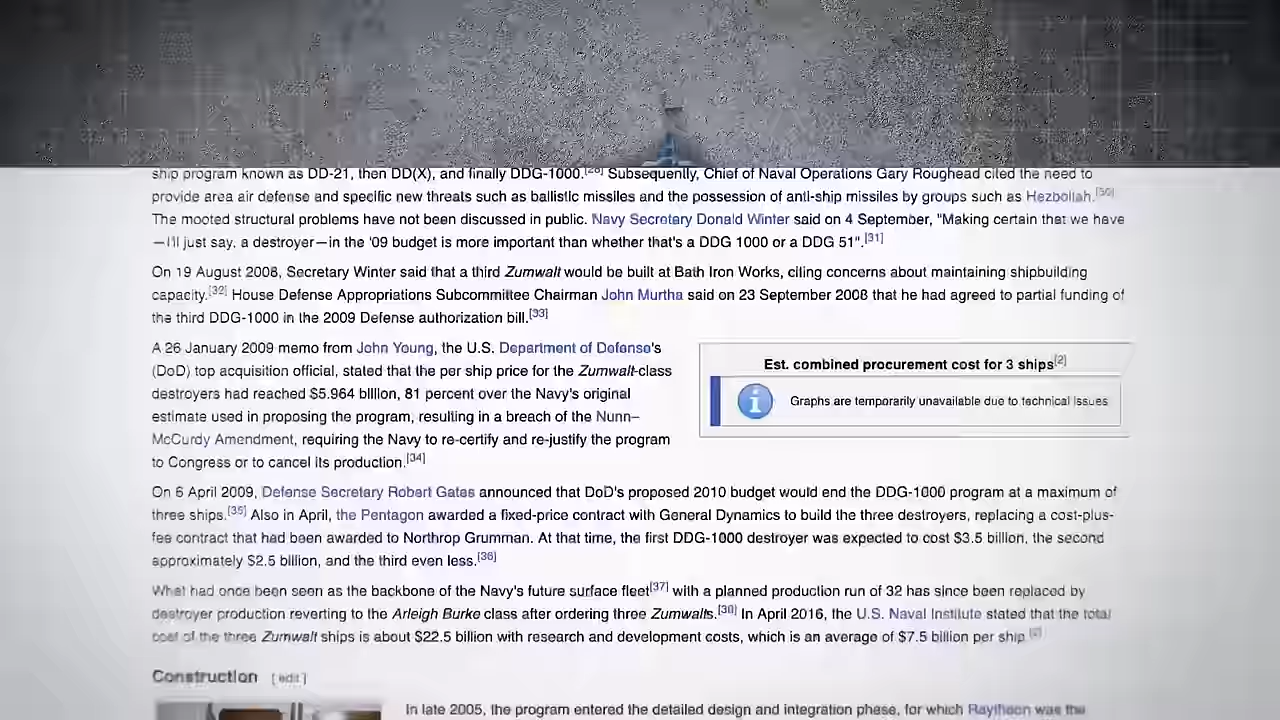 ship program known as DD-21, then DD(X), and finally DDG-1000.[28] Subsequently, Chief of Naval Operations Gary Roughead cited the need to
provide area air defense and specific new threats such as ballistic missiles and the possession of anti-ship missiles by groups such as Hezbollah.[30]
The mooted structural problems have not been discussed in public. Navy Secretary Donald Winter said on 4 September, "Making certain that we have
—I'll just say, a destroyer—in the '09 budget is more important than whether that's a DDG 1000 or a DDG 51".[31]
On 19 August 2008, Secretary Winter said that a third Zumwalt would be built at Bath Iron Works, citing concerns about maintaining shipbuilding
capacity.[32] House Defense Appropriations Subcommittee Chairman John Murtha said on 23 September 2008 that he had agreed to partial funding of
the third DDG-1000 in the 2009 Defense authorization bill.[33]
A 26 January 2009 memo from John Young, the U.S. Department of Defense's
(DoD) top acquisition official, stated that the per ship price for the Zumwalt-class
destroyers had reached $5.964 billion, 81 percent over the Navy's original
estimate used in proposing the program, resulting in a breach of the Nunn–
McCurdy Amendment, requiring the Navy to re-certify and re-justify the program
to Congress or to cancel its production.[34]
Est. combined procurement cost for 3 ships[2]
Graphs are temporarily unavailable due to technical issues
On 6 April 2009, Defense Secretary Robert Gates announced that DoD's proposed 2010 budget would end the DDG-1000 program at a maximum of
three ships.[35] Also in April, the Pentagon awarded a fixed-price contract with General Dynamics to build the three destroyers, replacing a cost-plus-
fee contract that had been awarded to Northrop Grumman. At that time, the first DDG-1000 destroyer was expected to cost $3.5 billion, the second
approximately $2.5 billion, and the third even less.[36]
What had once been seen as the backbone of the Navy's future surface fleet[37] with a planned production run of 32 has since been replaced by
destroyer production reverting to the Arleigh Burke class after ordering three Zumwalts.[38] In April 2016, the U.S. Naval Institute stated that the total
cost of the three Zumwalt ships is about $22.5 billion with research and development costs, which is an average of $7.5 billion per ship.[2]
Construction [edit]
In late 2005, the program entered the detailed design and integration phase, for which Raytheon was the